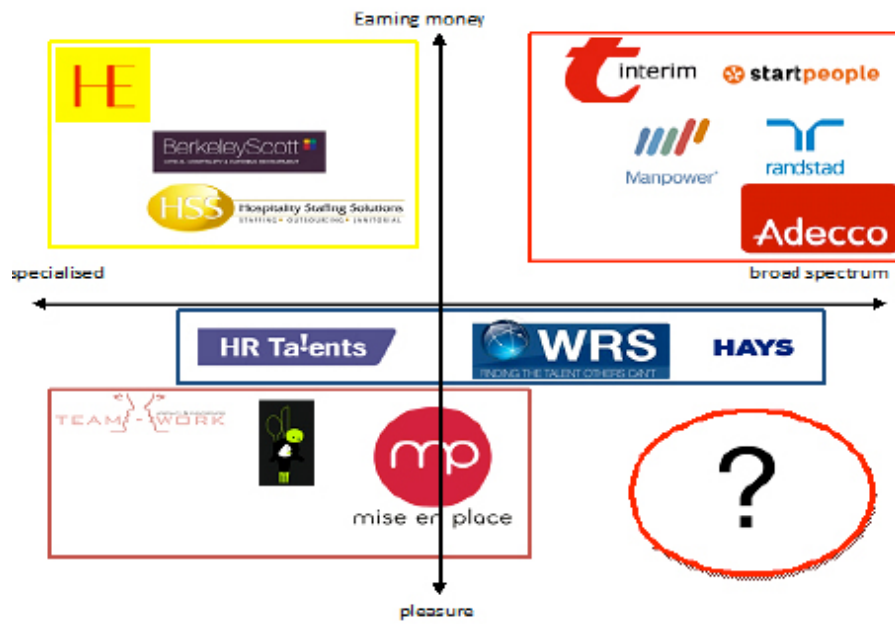 Earning money
HE
t interim
startpeople
BerkeleyScott
Manpower
randstad
HSS Hospitality Staffing Solutions
STAFFING • OUTSOURCING • JANITORIAL
Adecco
specialised
broad spectrum
HR Ta!ents
WRS
HAYS
FINDING THE TALENT OTHERS CAN'T
TEAM-WORK
mp
mise en place
?
pleasure